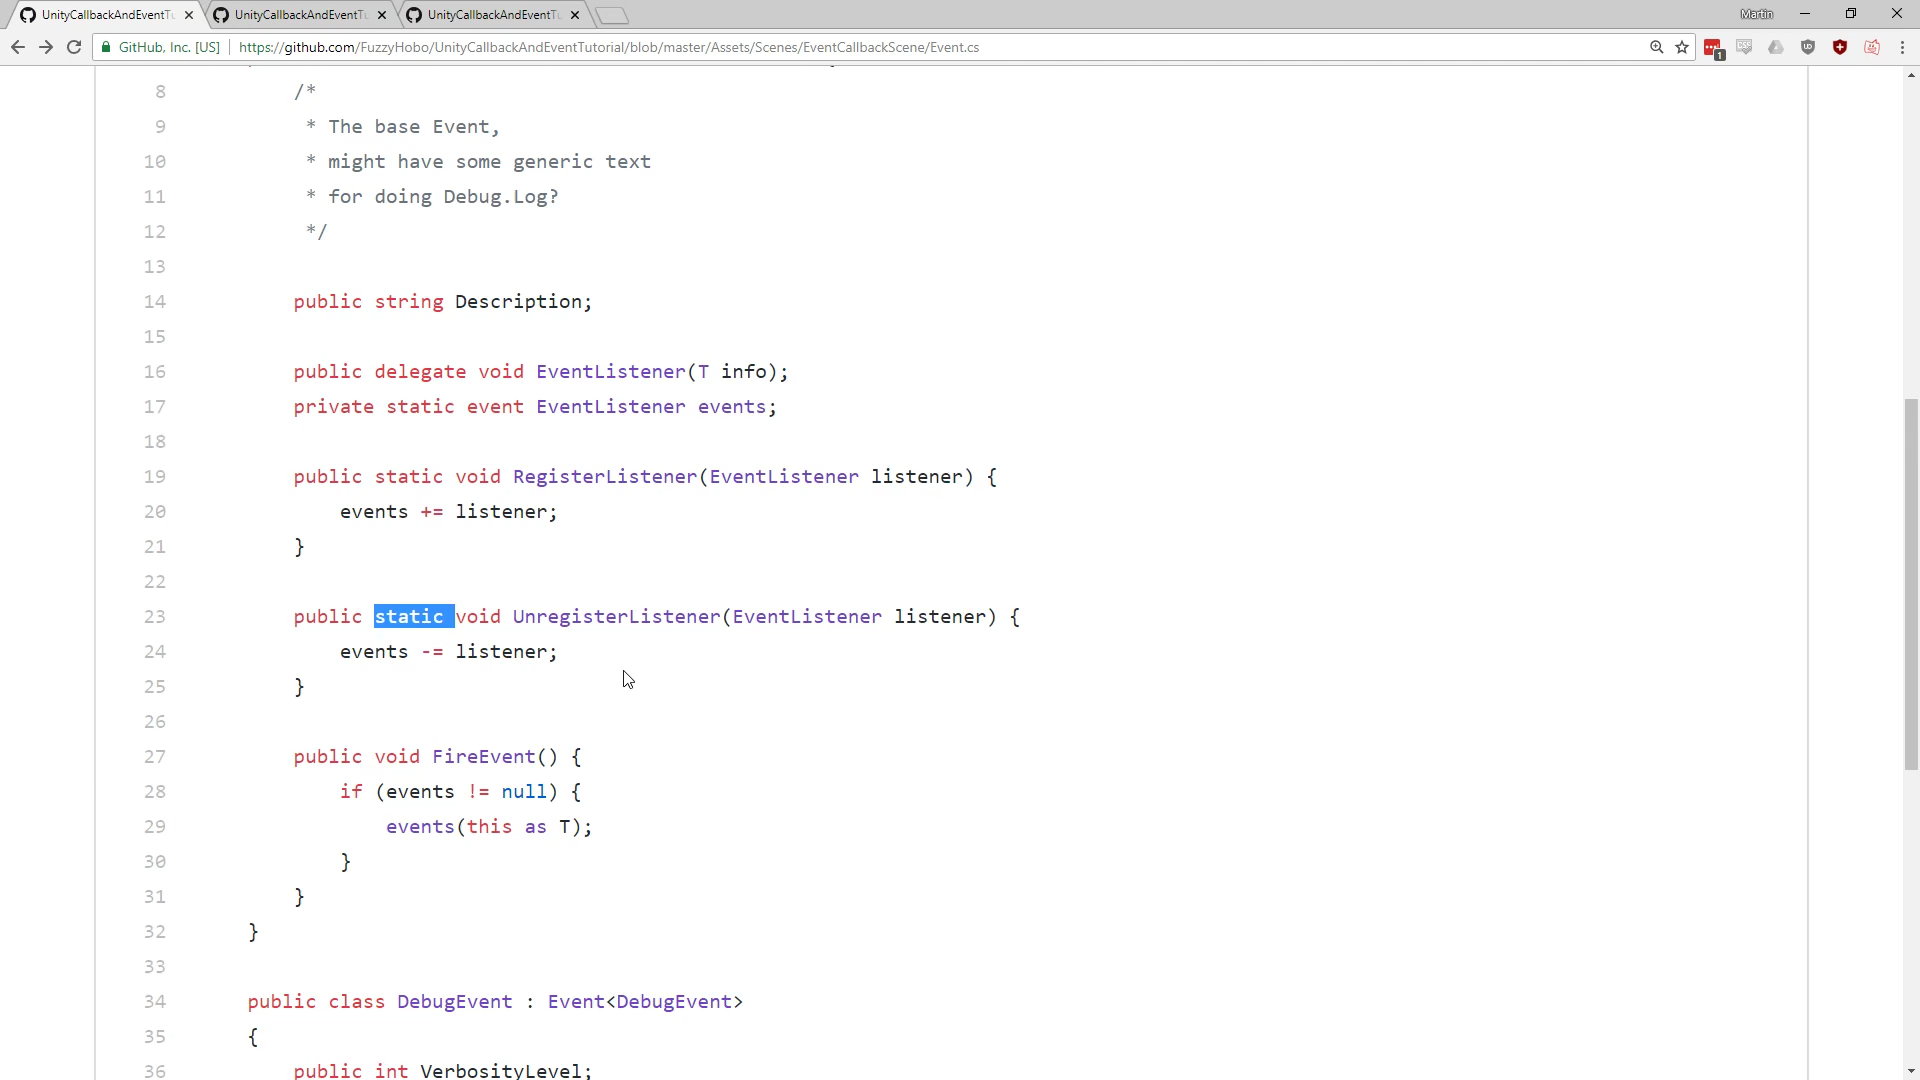 UnityCallbackAndEventTu
UnityCallbackAndEventTu
UnityCallbackAndEventTu
Martin
GitHub, Inc. [US]
https://github.com/FuzzyHobo/UnityCallbackAndEventTutorial/blob/master/Assets/Scenes/EventCallbackScene/Event.cs
1
8 /*
9 * The base Event,
10 * might have some generic text
11 * for doing Debug.Log?
12 */
13
14 public string Description;
15
16 public delegate void EventListener(T info);
17 private static event EventListener events;
18
19 public static void RegisterListener(EventListener listener) {
20 events += listener;
21 }
22
23 public static void UnregisterListener(EventListener listener) {
24 events -= listener;
25 }
26
27 public void FireEvent() {
28 if (events != null) {
29 events(this as T);
30 }
31 }
32 }
33
34 public class DebugEvent : Event<DebugEvent>
35 {
36 public int VerbosityLevel;